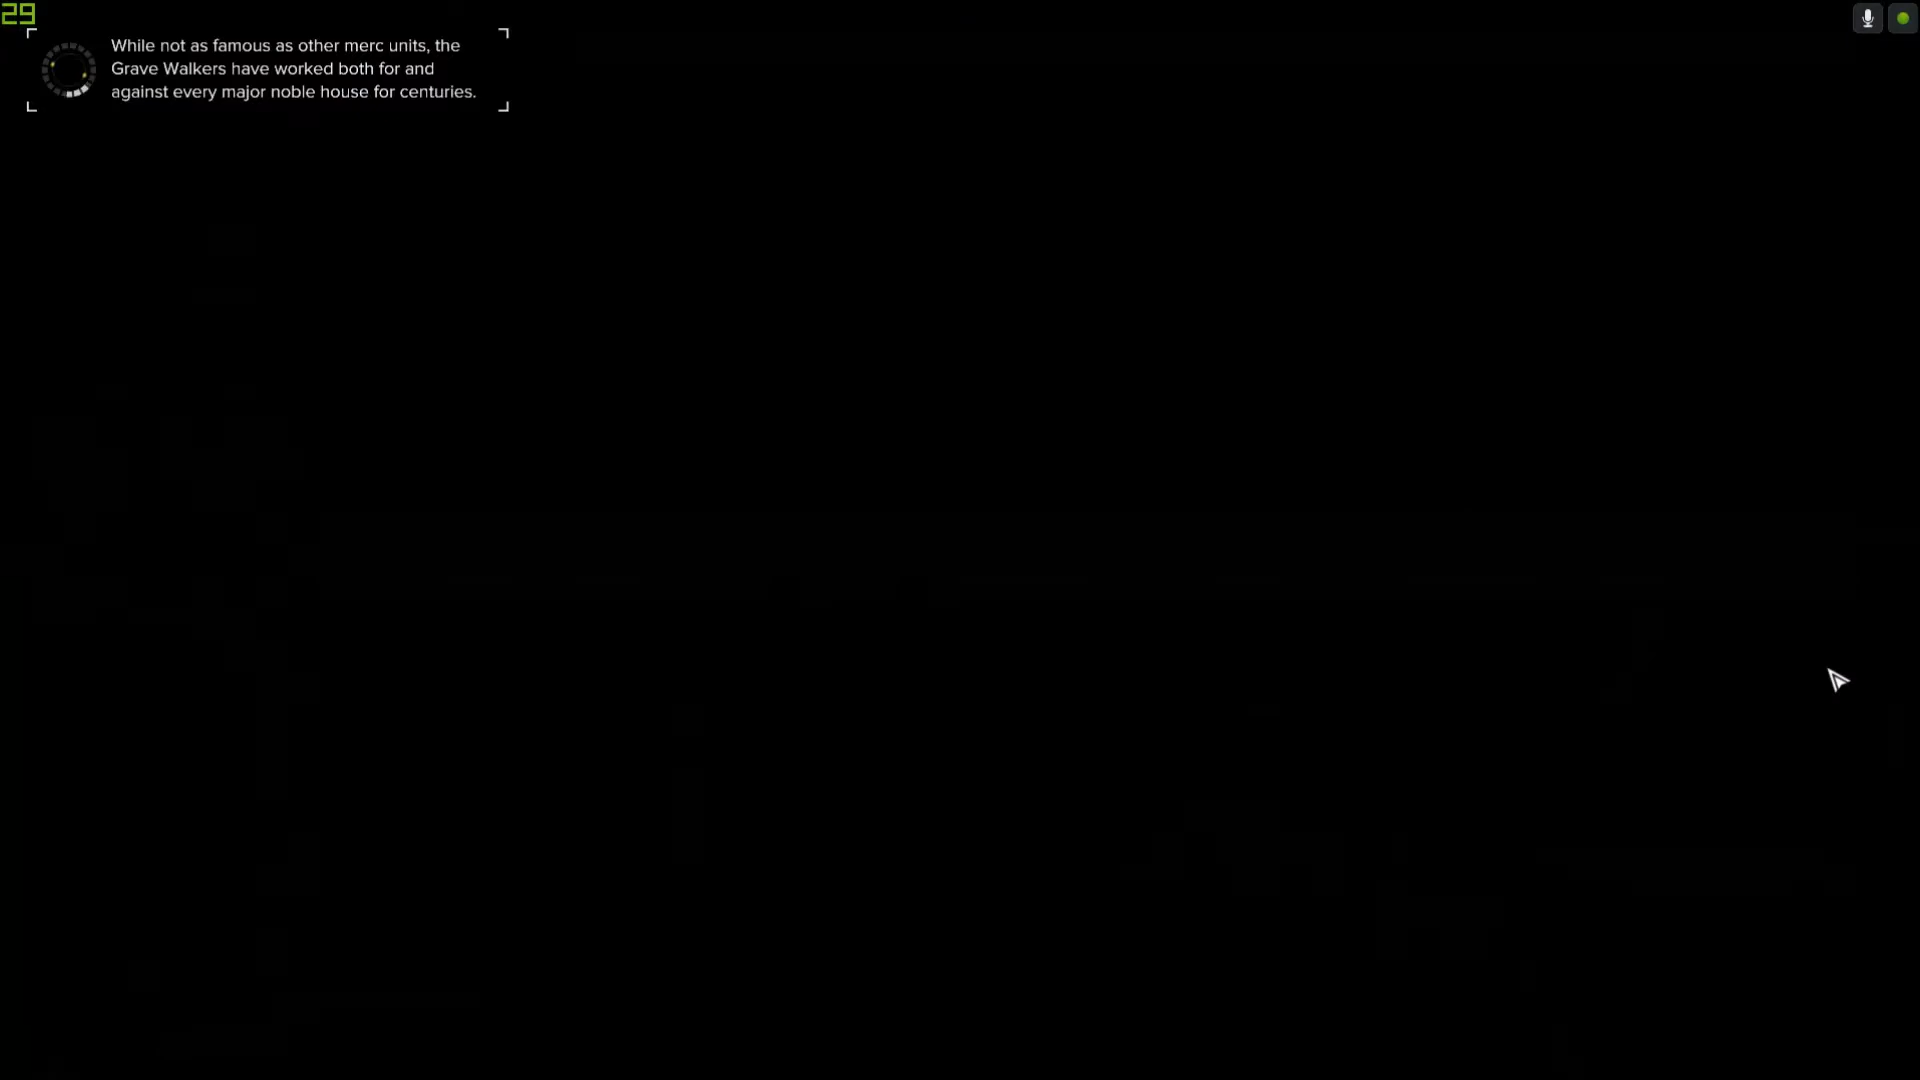 29
While not as famous as other merc units, the
Grave Walkers have worked both for and
against every major noble house for centuries.